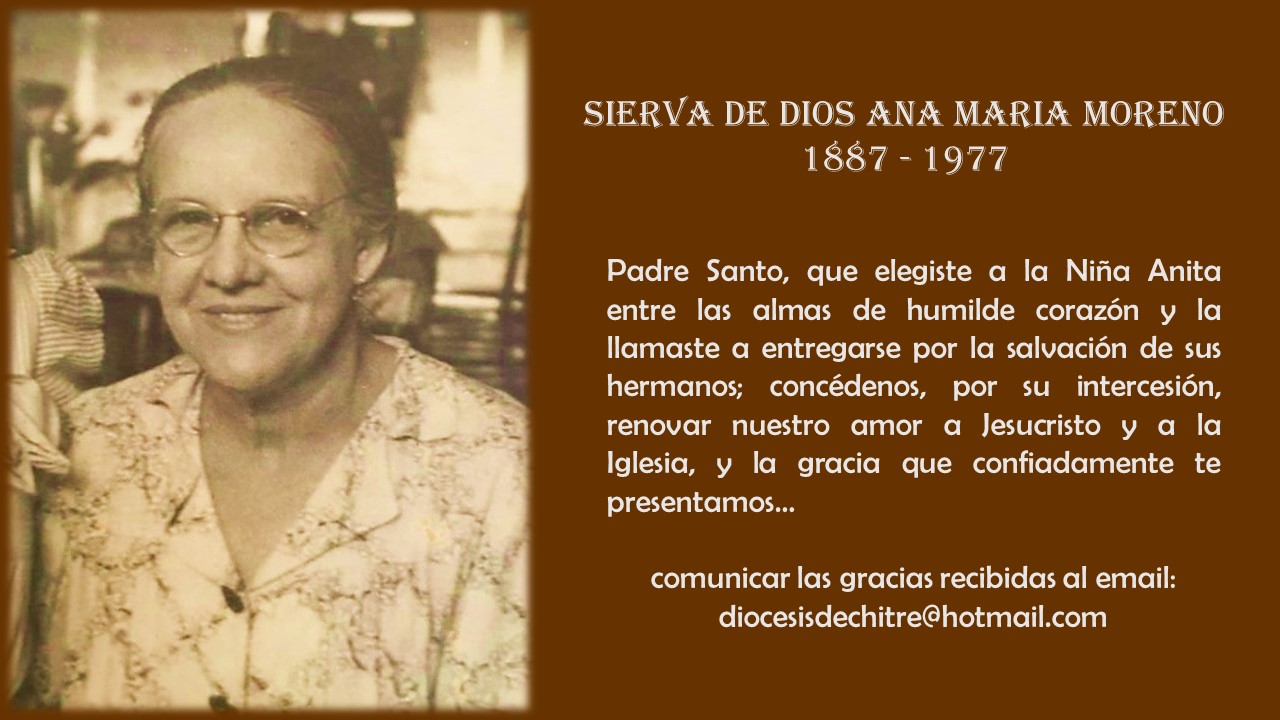 SIERVA DE DIOS ANA MARIA MORENO
1887 - 1977
Padre Santo, que elegiste a la Niña Anita
entre las almas de humilde corazón y la
llamaste a entregarse por la salvación de sus
hermanos; concédenos, por su intercesión,
renovar nuestro amor a Jesucristo y a la
Iglesia, y la gracia que confiadamente te
presentamos...
comunicar las gracias recibidas al email:
diocesisdechitre@hotmail.com